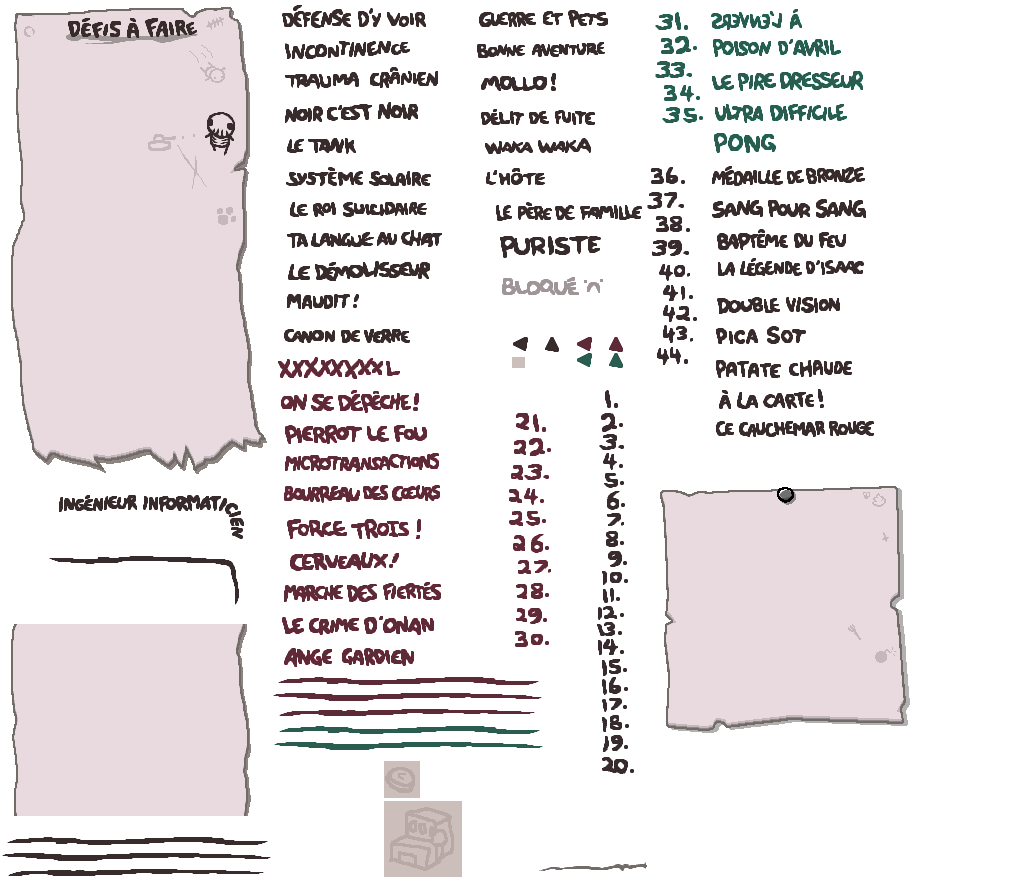 DÉFIS À FAIRE
INGÉNIEUR INFORMATICIEN
DÉFENSE D'Y VOIR
INCONTINENCE
TRAUMA CRÂNIEN
NOIR C'EST NOIR
LE TANK
SYSTÈME SOLAIRE
LE ROI SUICIDAIRE
TA LANGUE AU CHAT
LE DÉMOLISSEUR
MAUDIT !
CANON DE VERRE
XXXXXXXXL
ON SE DÉPÊCHE !
PIERROT LE FOU
MICROTRANSACTIONS
BOURREAU DES CŒURS
FORCE TROIS !
CERVEAUX !
MARCHE DES FIERTÉS
LE CRIME D'ONAN
ANGE GARDIEN
GUERRE ET PETS
BONNE AVENTURE
MOLLO !
DÉLIT DE FUITE
WAKA WAKA
L'HÔTE
LE PÈRE DE FAMILLE
PURISTE
BLOQUÉ 'n'
21.
22.
23.
24.
25.
26.
27.
28.
29.
30.
1.
2.
3.
4.
5.
6.
7.
8.
9.
10.
11.
12.
13.
14.
15.
16.
17.
18.
19.
20.
31.
32.
33.
34.
35.
36.
37.
38.
39.
40.
41.
42.
43.
44.
À L'ENVERS
POISON D'AVRIL
LE PIRE DRESSEUR
ULTRA DIFFICILE
PONG
MÉDAILLE DE BRONZE
SANG POUR SANG
BAPTÊME DU FEU
LA LÉGENDE D'ISAAC
DOUBLE VISION
PICA SOT
PATATE CHAUDE
À LA CARTE !
CE CAUCHEMAR ROUGE